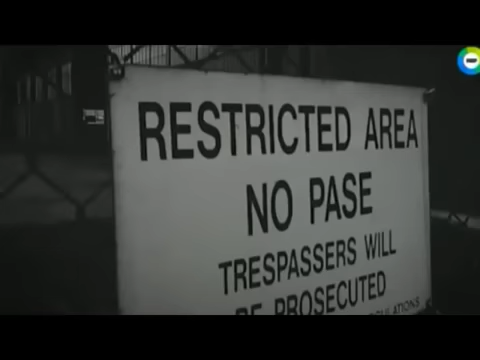 RESTRICTED AREA
NO PASE
TRESPASSERS WILL
BE PROSECUTED